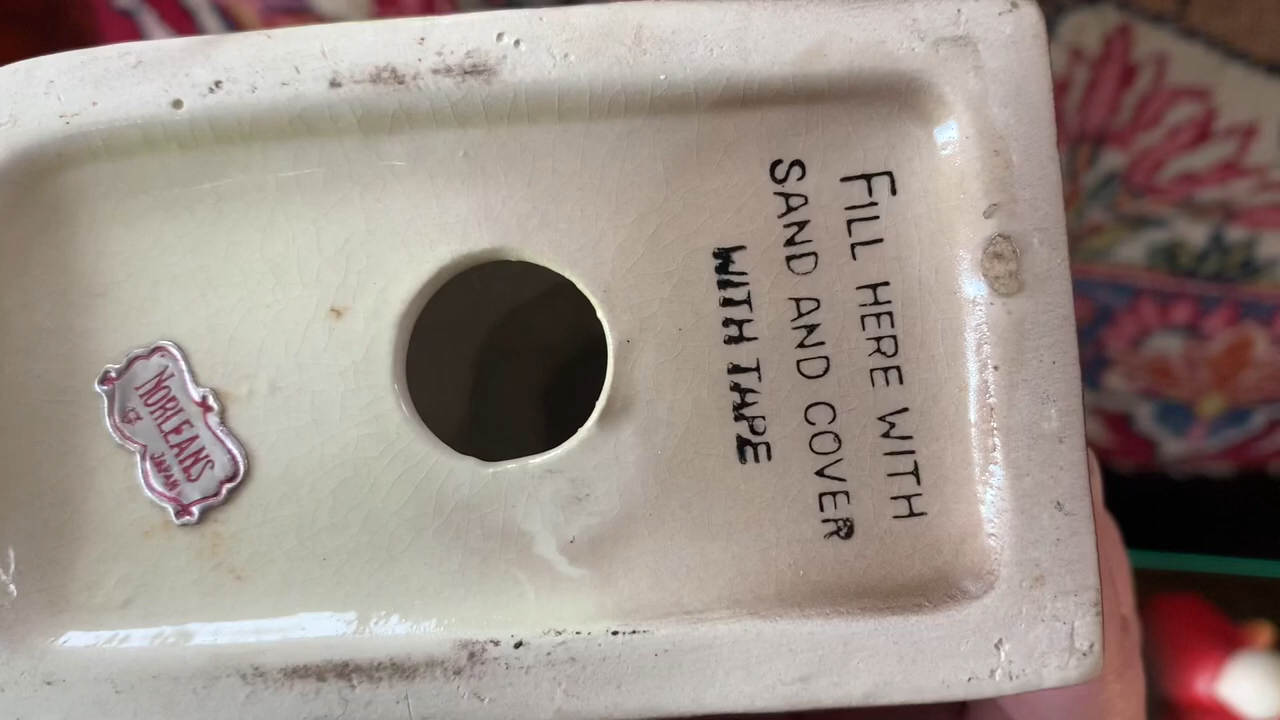 FILL HERE WITH
SAND AND COVER
WITH TAPE
NORLEANS
JAPAN